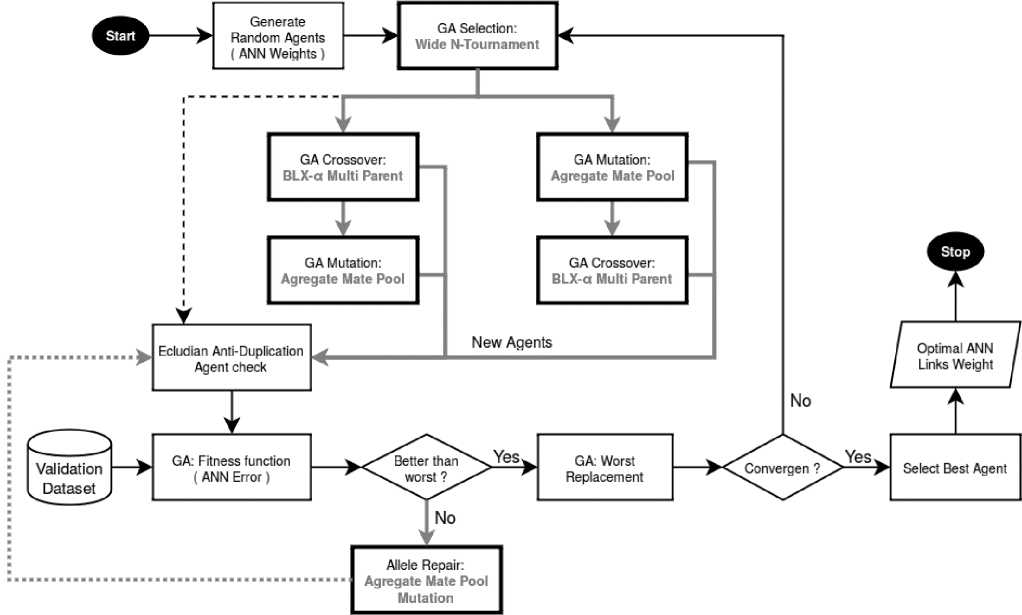 Start
Generate
Random Agents
( ANN Weights )
GA Selection:
Wide N-Tournament
GA Crossover:
BLX-α Multi Parent
GA Mutation:
Agregate Mate Pool
GA Mutation:
Agregate Mate Pool
GA Crossover:
BLX-α Multi Parent
Stop
New Agents
Ecludian Anti-Duplication
Agent check
Optimal ANN
Links Weight
No
Validation
Dataset
GA: Fitness function
( ANN Error )
Better than
worst ?
Yes
GA: Worst
Replacement
Convergen ?
Yes
Select Best Agent
No
Allele Repair:
Agregate Mate Pool
Mutation